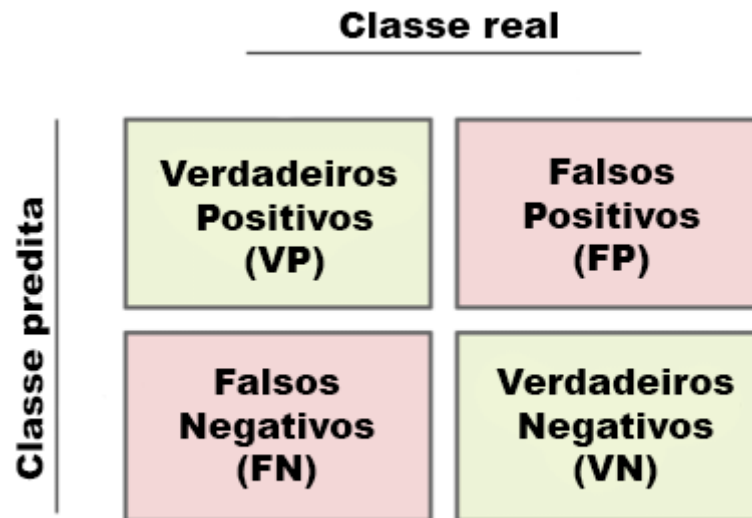 Classe real
Classe predita
Verdadeiros
Positivos
(VP)
Falsos
Positivos
(FP)
Falsos
Negativos
(FN)
Verdadeiros
Negativos
(VN)